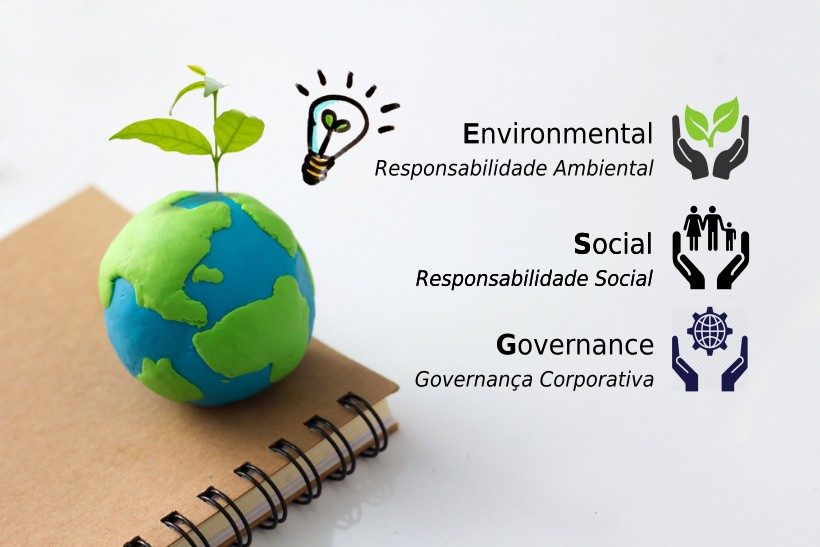 Environmental
Responsabilidade Ambiental
Social
Responsabilidade Social
Governance
Governança Corporativa